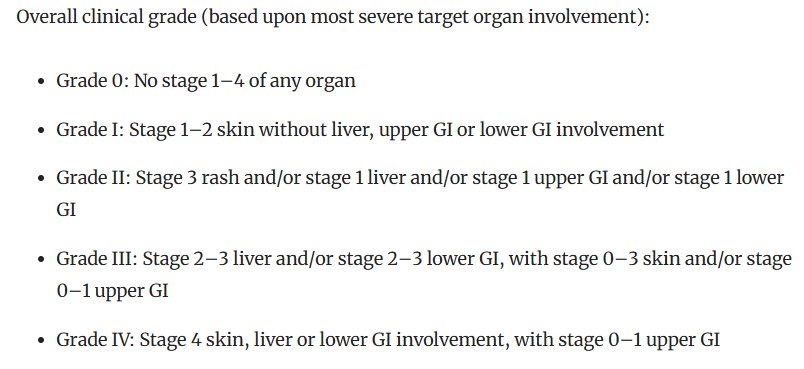 Overall clinical grade (based upon most severe target organ involvement):
• Grade 0: No stage 1–4 of any organ
• Grade I: Stage 1–2 skin without liver, upper GI or lower GI involvement
• Grade II: Stage 3 rash and/or stage 1 liver and/or stage 1 upper GI and/or stage 1 lower
GI
• Grade III: Stage 2–3 liver and/or stage 2–3 lower GI, with stage 0–3 skin and/or stage
0–1 upper GI
• Grade IV: Stage 4 skin, liver or lower GI involvement, with stage 0–1 upper GI